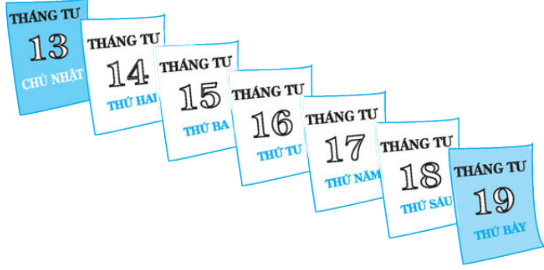 THÁNG TƯ
13
CHỦ NHẬT
THÁNG TƯ
14
THỨ HAI
THÁNG TƯ
15
THỨ BA
THÁNG TƯ
16
THỨ TƯ
THÁNG TƯ
17
THỨ NĂM
THÁNG TƯ
18
THỨ SÁU
THÁNG TƯ
19
THỨ BẢY